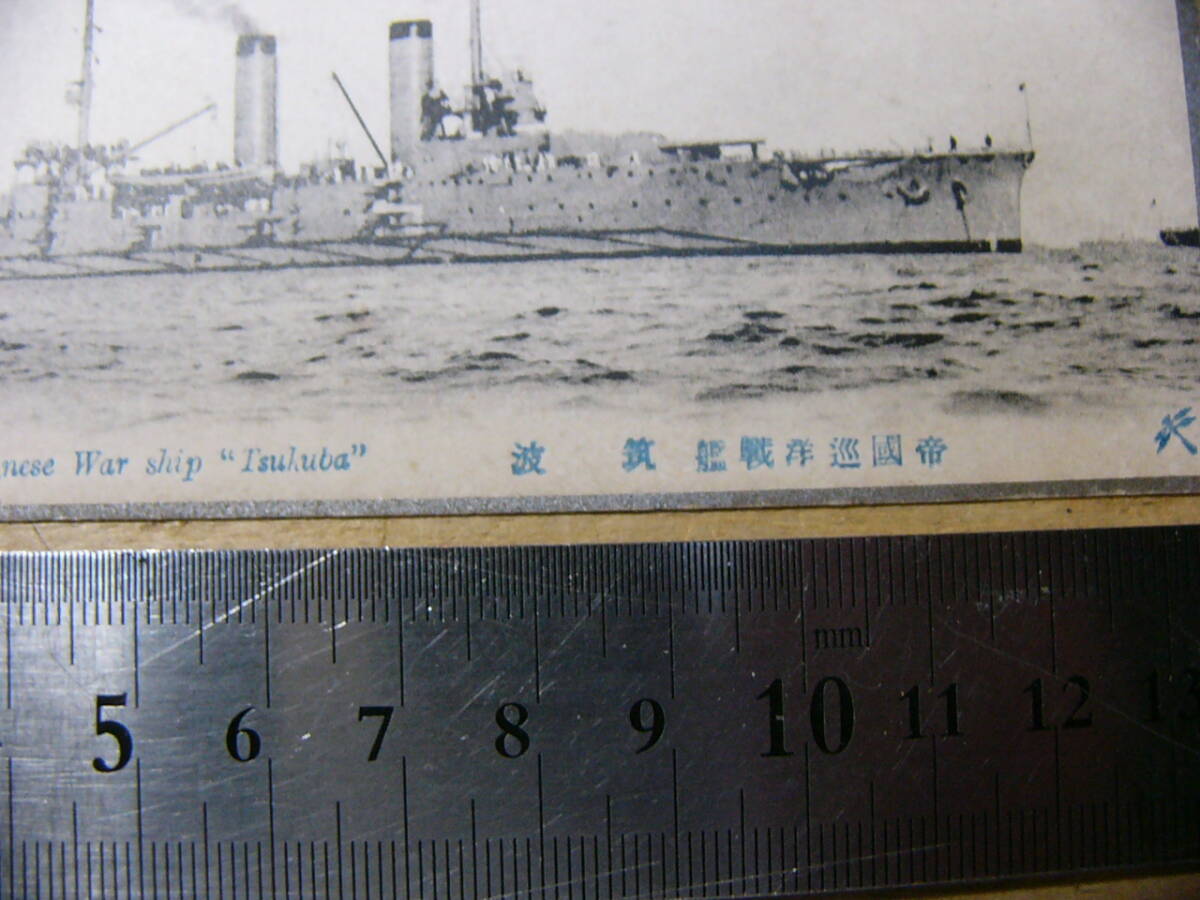 nese War ship “Tsukuba”
帝國巡洋戰艦 筑波
mm
5 6 7 8 9 10 11 12 13